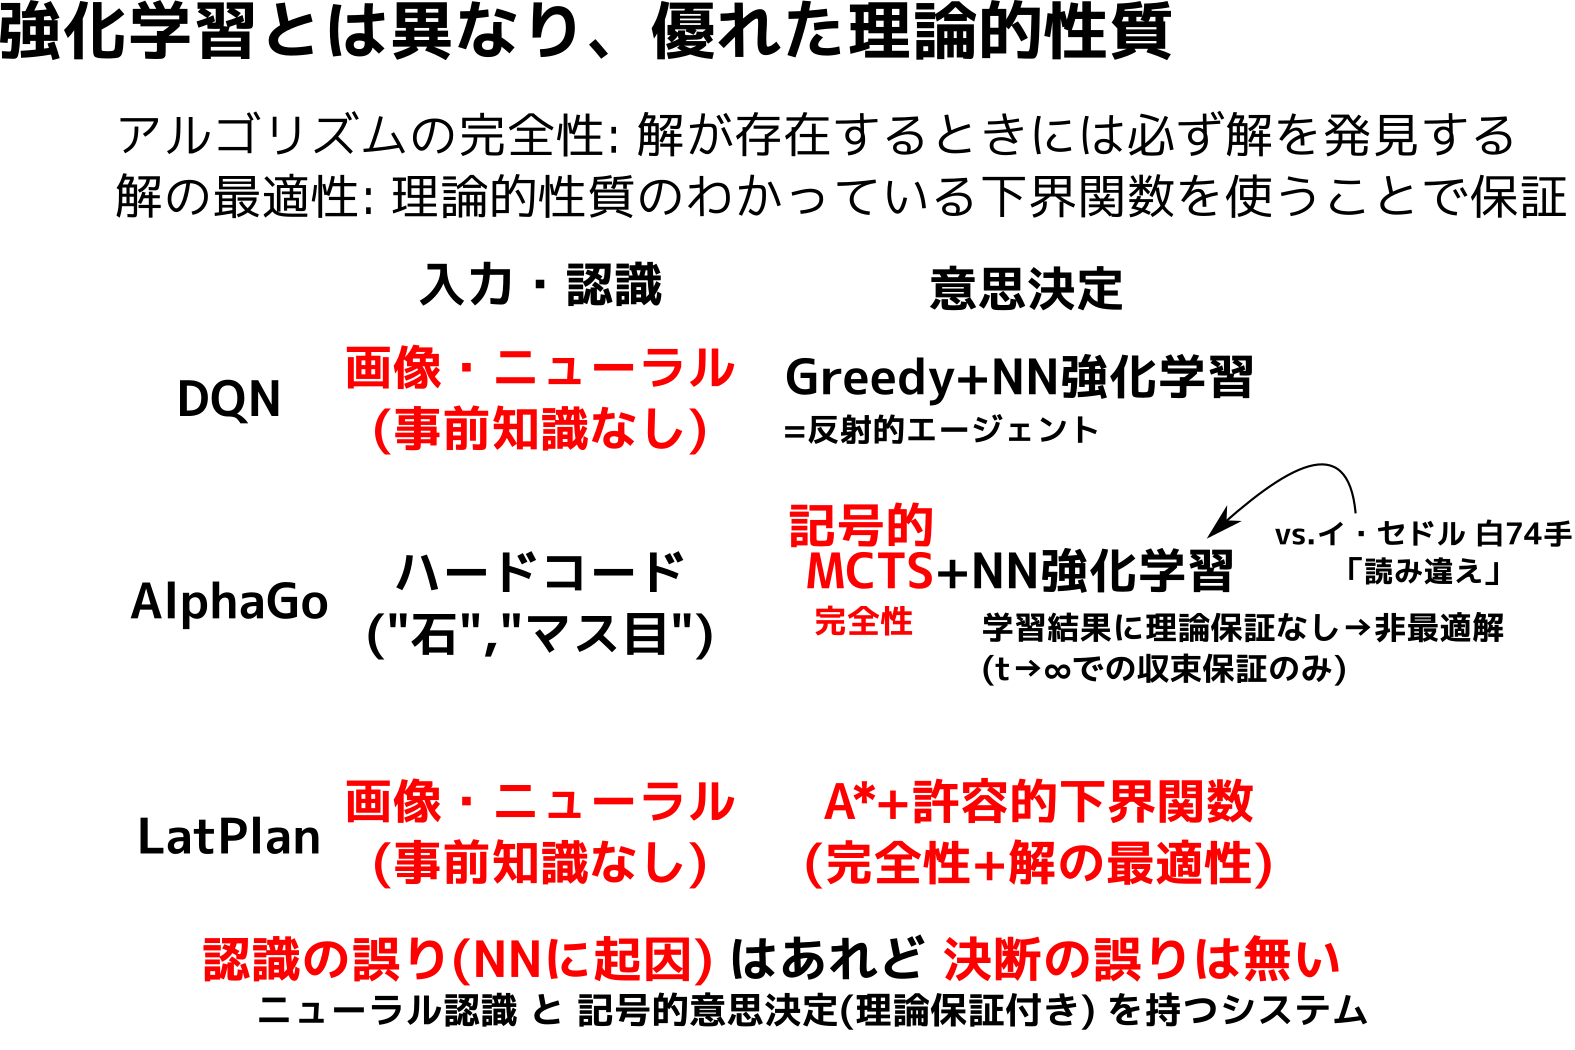 強化学習とは異なり、優れた理論的性質
アルゴリズムの完全性: 解が存在するときには必ず解を発見する
解の最適性: 理論的性質のわかっている下界関数を使うことで保証
入力・認識
意思決定
DQN
画像・ニューラル
(事前知識なし)
Greedy+NN強化学習
=反射的エージェント
AlphaGo
ハードコード
("石","マス目")
記号的
MCTS+NN強化学習
完全性
vs.イ・セドル 白74手
「読み違え」
学習結果に理論保証なし→非最適解
(t→∞での収束保証のみ)
LatPlan
画像・ニューラル
(事前知識なし)
A*+許容的下界関数
(完全性+解の最適性)
認識の誤り(NNに起因) はあれど 決断の誤りは無い
ニューラル認識 と 記号的意思決定(理論保証付き) を持つシステム